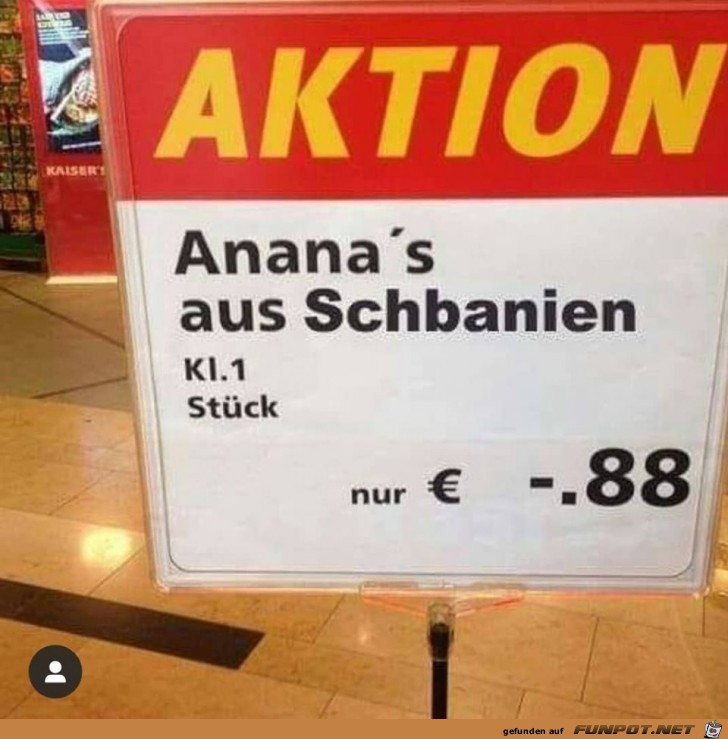 AKTION
KAISER'S
Anana´s
aus Schbanien
Kl.1
Stück
nur € -.88
gefunden auf FUNPOT.NET